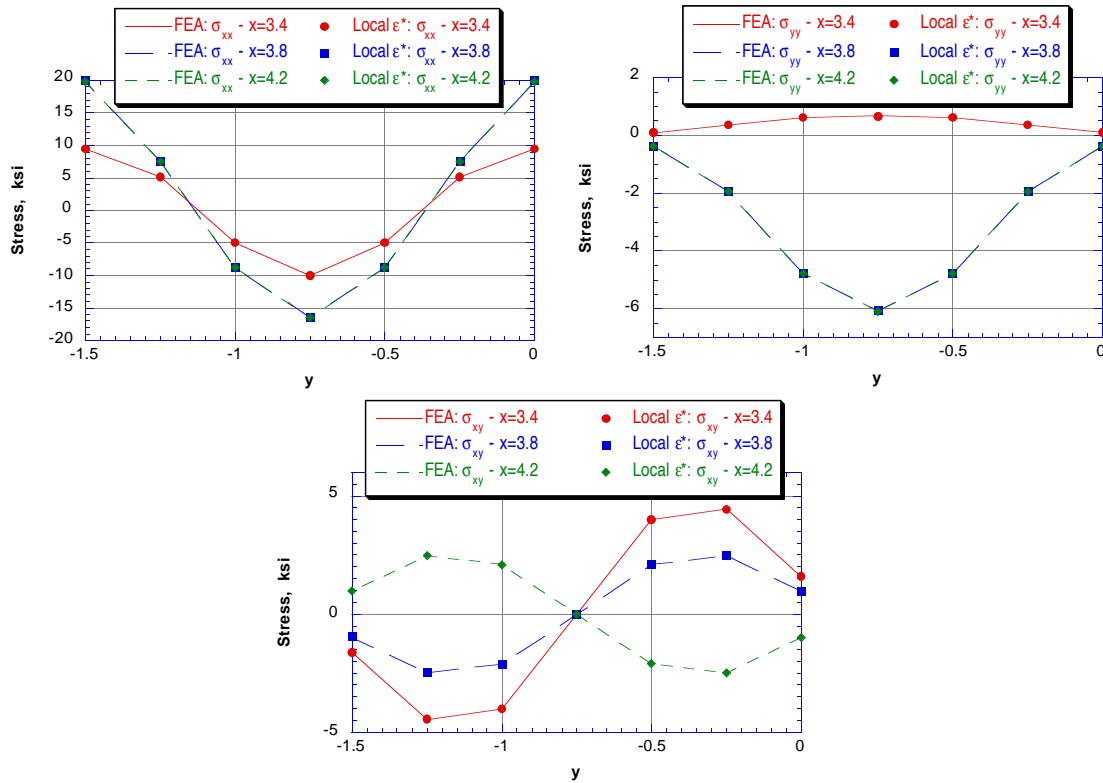 FEA: σxx - x=3.4 Local ε*: σxx - x=3.4
FEA: σxx - x=3.8 Local ε*: σxx - x=3.8
FEA: σxx - x=4.2 Local ε*: σxx - x=4.2
20
15
10
5
0
-5
-10
-15
-20
Stress, ksi
-1.5 -1 -0.5 0
y
FEA: σyy - x=3.4 Local ε*: σyy - x=3.4
FEA: σyy - x=3.8 Local ε*: σyy - x=3.8
FEA: σyy - x=4.2 Local ε*: σyy - x=4.2
2
0
-2
-4
-6
Stress, ksi
-1.5 -1 -0.5 0
y
FEA: σxy - x=3.4 Local ε*: σxy - x=3.4
FEA: σxy - x=3.8 Local ε*: σxy - x=3.8
FEA: σxy - x=4.2 Local ε*: σxy - x=4.2
5
0
-5
Stress, ksi
-1.5 -1 -0.5 0
y